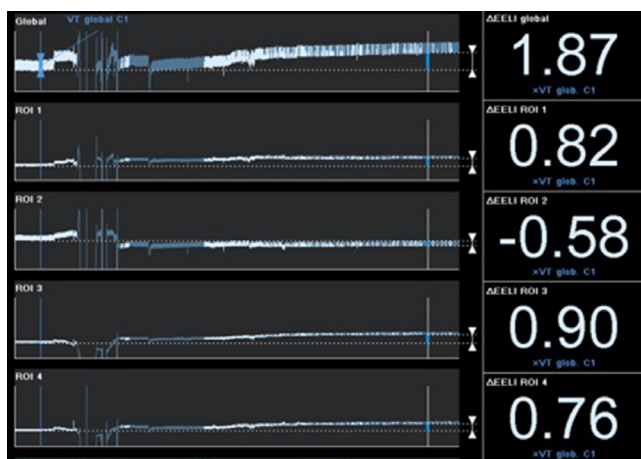 Global
VT global C1
ΔEELI global
1.87
×VT glob. C1
ROI 1
ΔEELI ROI 1
0.82
×VT glob. C1
ROI 2
ΔEELI ROI 2
-0.58
×VT glob. C1
ROI 3
ΔEELI ROI 3
0.90
×VT glob. C1
ROI 4
ΔEELI ROI 4
0.76
×VT glob. C1